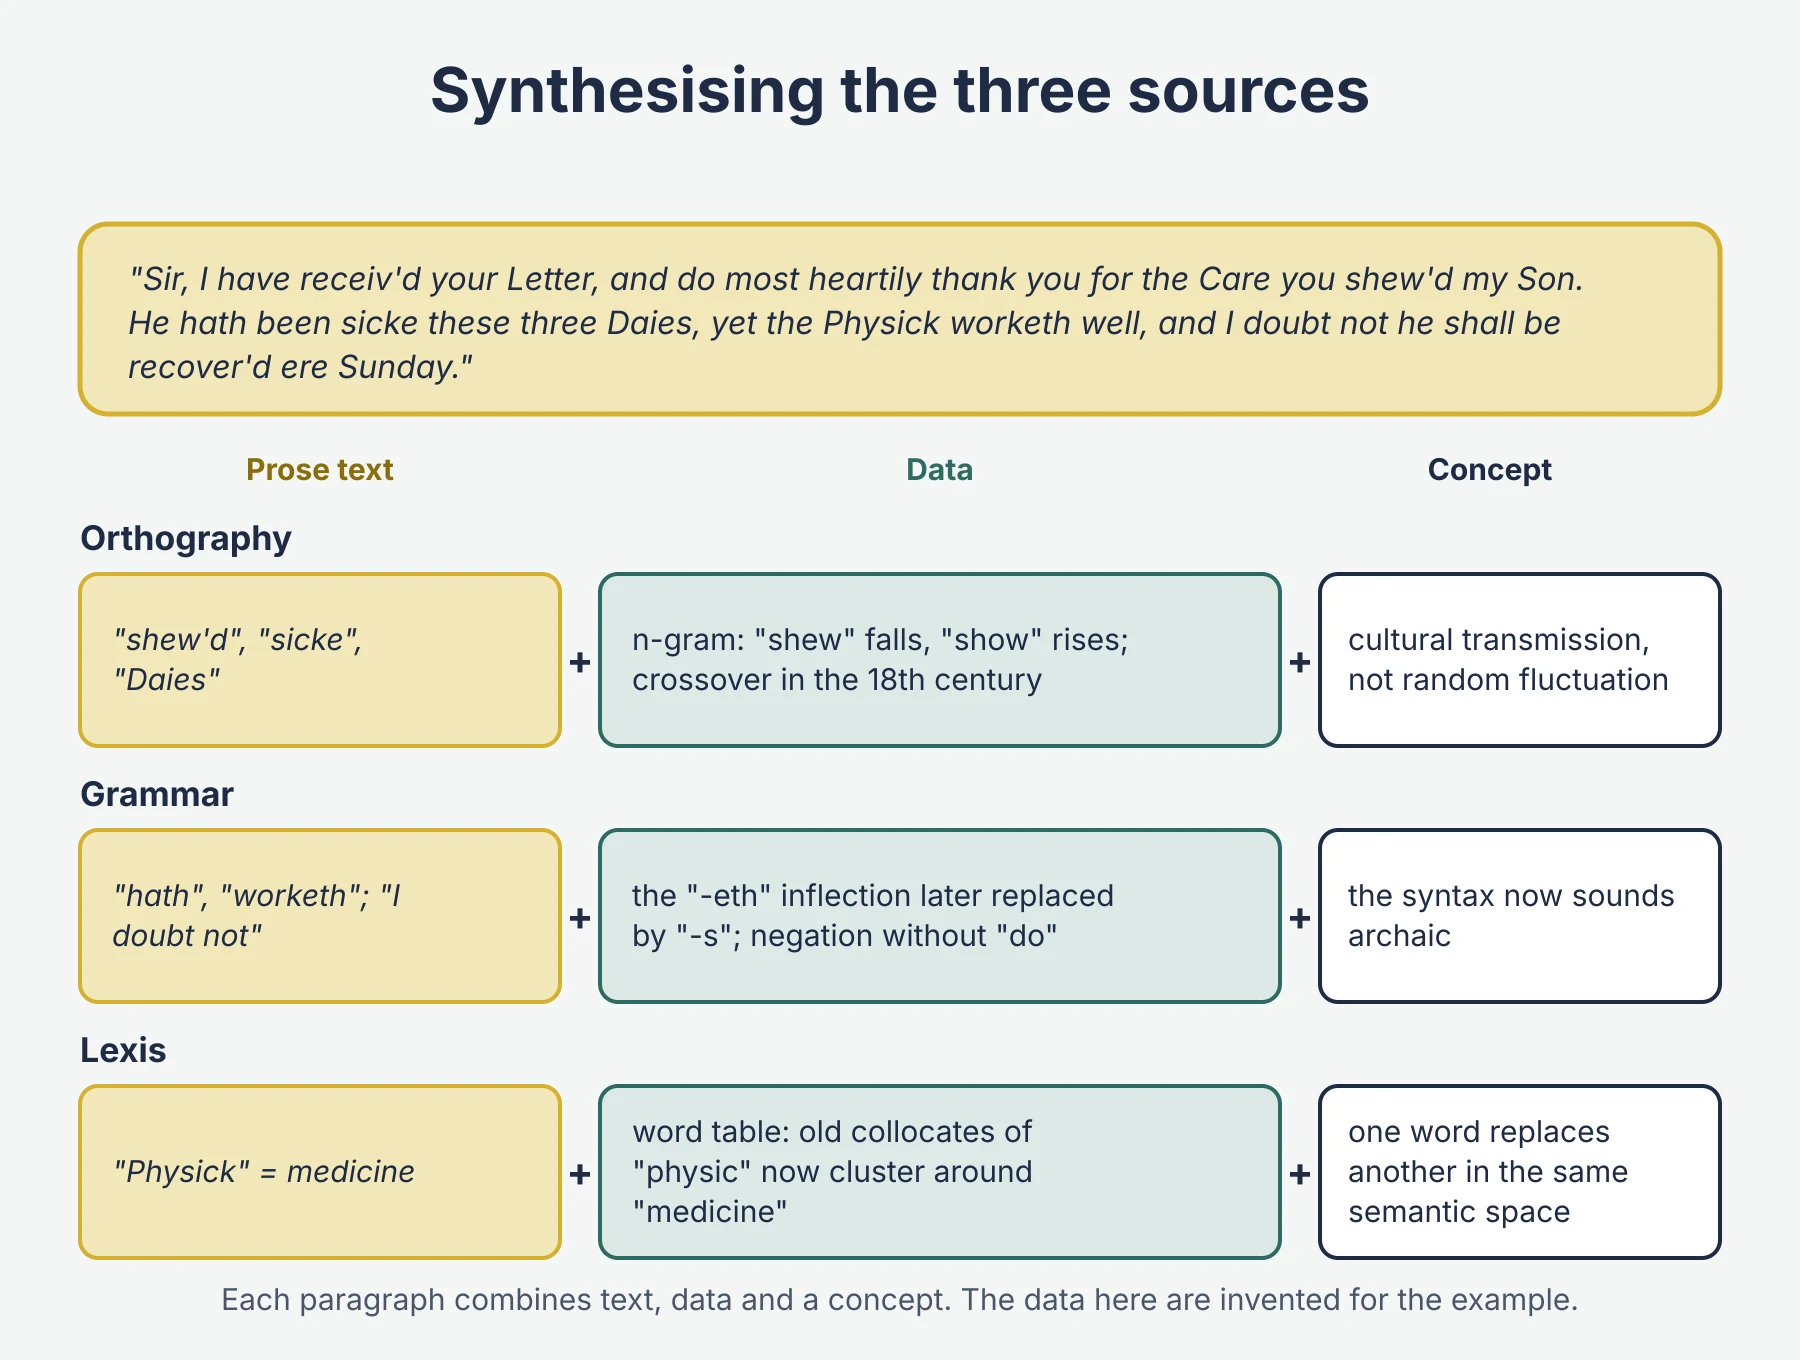 Synthesising the three sources
"Sir, I have receiv'd your Letter, and do most heartily thank you for the Care you shew'd my Son.
He hath been sicke these three Daies, yet the Physick worketh well, and I doubt not he shall be
recover'd ere Sunday."
Prose text
Data
Concept
Orthography
"shew'd", "sicke",
"Daies"
+
n-gram: "shew" falls, "show" rises;
crossover in the 18th century
+
cultural transmission,
not random fluctuation
Grammar
"hath", "worketh"; "I
doubt not"
+
the "-eth" inflection later replaced
by "-s"; negation without "do"
+
the syntax now sounds
archaic
Lexis
"Physick" = medicine
+
word table: old collocates of
"physic" now cluster around
"medicine"
+
one word replaces
another in the same
semantic space
Each paragraph combines text, data and a concept. The data here are invented for the example.